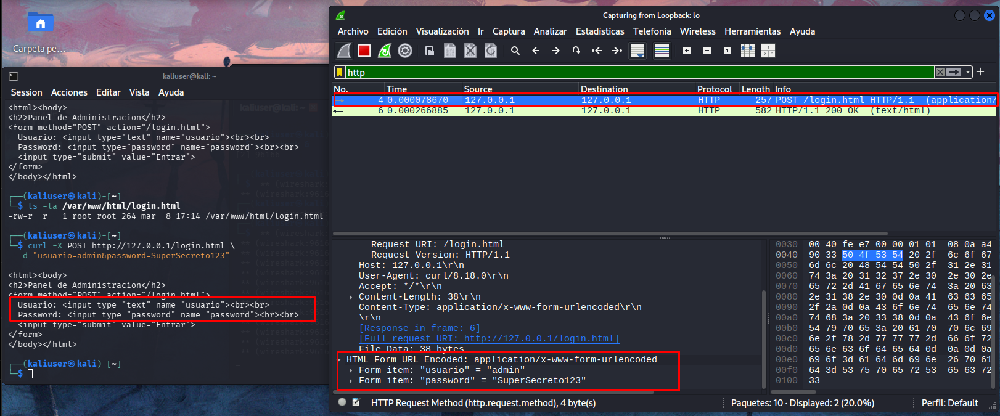 Carpeta pe...
kaliuser@kali: ~
Session Acciones Editar Vista Ayuda
<html><body>
<h2>Panel de Administracion</h2>
<form method="POST" action="/login.html">
Usuario: <input type="text" name="usuario"><br><br>
Password: <input type="password" name="password"><br><br>
<input type="submit" value="Entrar">
</form>
</body></html>
┌──(kaliuser㉿kali)-[~]
└─$ ls -la /var/www/html/login.html
-rw-r--r-- 1 root root 264 mar  8 17:14 /var/www/html/login.html
┌──(kaliuser㉿kali)-[~]
└─$ curl -X POST http://127.0.0.1/login.html \
-d "usuario=admin&password=SuperSecreto123"
<html><body>
<h2>Panel de Administracion</h2>
<form method="POST" action="/login.html">
Usuario: <input type="text" name="usuario"><br><br>
Password: <input type="password" name="password"><br><br>
<input type="submit" value="Entrar">
</form>
</body></html>
┌──(kaliuser㉿kali)-[~]
└─$
Capturing from Loopback: lo
Archivo Edición Visualización Ir Captura Analizar Estadísticas Telefonía Wireless Herramientas Ayuda
http
No. Time Source Destination Protocol Length Info
4 0.000078670 127.0.0.1 127.0.0.1 HTTP 257 POST /login.html HTTP/1.1  (application/
6 0.000266885 127.0.0.1 127.0.0.1 HTTP 582 HTTP/1.1 200 OK  (text/html)
Request URI: /login.html
Request Version: HTTP/1.1
Host: 127.0.0.1\r\n
User-Agent: curl/8.18.0\r\n
Accept: */*\r\n
Content-Length: 38\r\n
Content-Type: application/x-www-form-urlencoded\r\n
\r\n
[Response in frame: 6]
[Full request URI: http://127.0.0.1/login.html]
File Data: 38 bytes
HTML Form URL Encoded: application/x-www-form-urlencoded
Form item: "usuario" = "admin"
Form item: "password" = "SuperSecreto123"
0030 00 40 fe e7 00 00 01 01 08 0a a4
0040 90 33 50 4f 53 54 20 2f 6c 6f 67
0050 6d 6c 20 48 54 54 50 2f 31 2e 31
0060 74 3a 20 31 32 37 2e 30 2e 30 2e
0070 65 72 2d 41 67 65 6e 74 3a 20 63
0080 2e 31 38 2e 30 0d 0a 41 63 63 65
0090 2f 2a 0d 0a 43 6f 6e 74 65 6e 74
00a0 74 68 3a 20 33 38 0d 0a 43 6f 6e
00b0 54 79 70 65 3a 20 61 70 70 6c 69
00c0 6e 2f 78 2d 77 77 77 2d 66 6f 72
00d0 65 6e 63 6f 64 65 64 0d 0a 0d 0a
00e0 69 6f 3d 61 64 6d 69 6e 26 70 61
00f0 64 3d 53 75 70 65 72 53 65 63 72
0100 33
HTTP Request Method (http.request.method), 4 byte(s)
Paquetes: 10 · Displayed: 2 (20.0%)
Perfil: Default